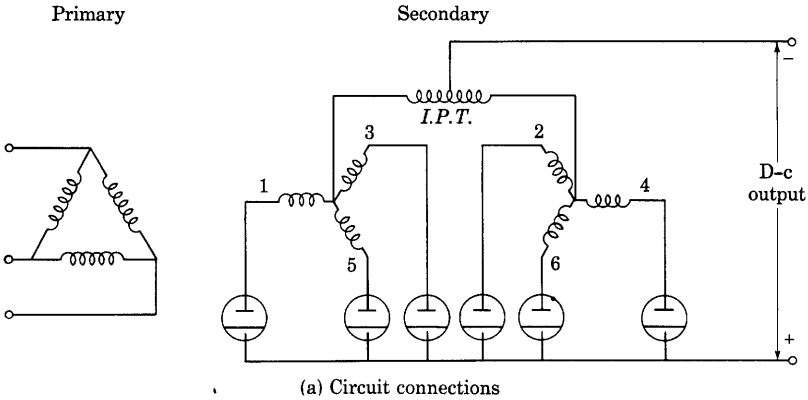 Primary
Secondary
−
I.P.T.
3
2
1
4
D-c
output
5
6
+
(a) Circuit connections